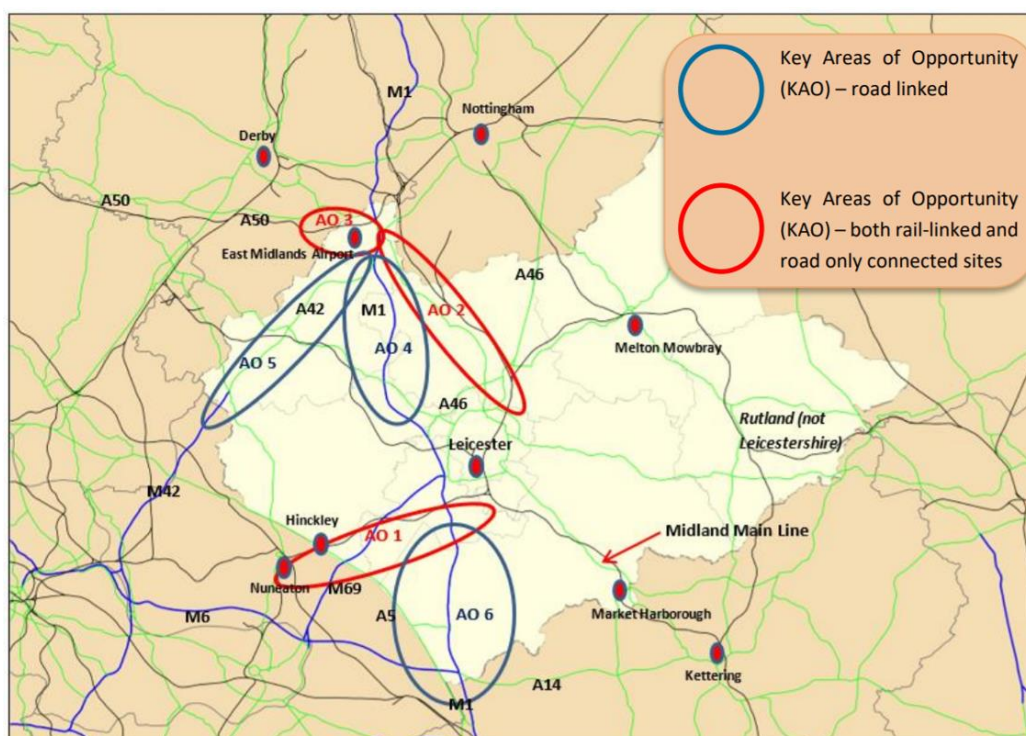 Key Areas of Opportunity
(KAO) – road linked
Key Areas of Opportunity
(KAO) – both rail-linked and
road only connected sites
M1
Nottingham
Derby
A50
A50
AO 3
East Midlands Airport
A46
A42
M1
AO 2
Melton Mowbray
AO 5
AO 4
A46
Rutland (not
Leicestershire)
Leicester
M42
Hinckley
AO 1
Midland Main Line
Nuneaton
M69
Market Harborough
M6
A5
AO 6
Kettering
A14
M1